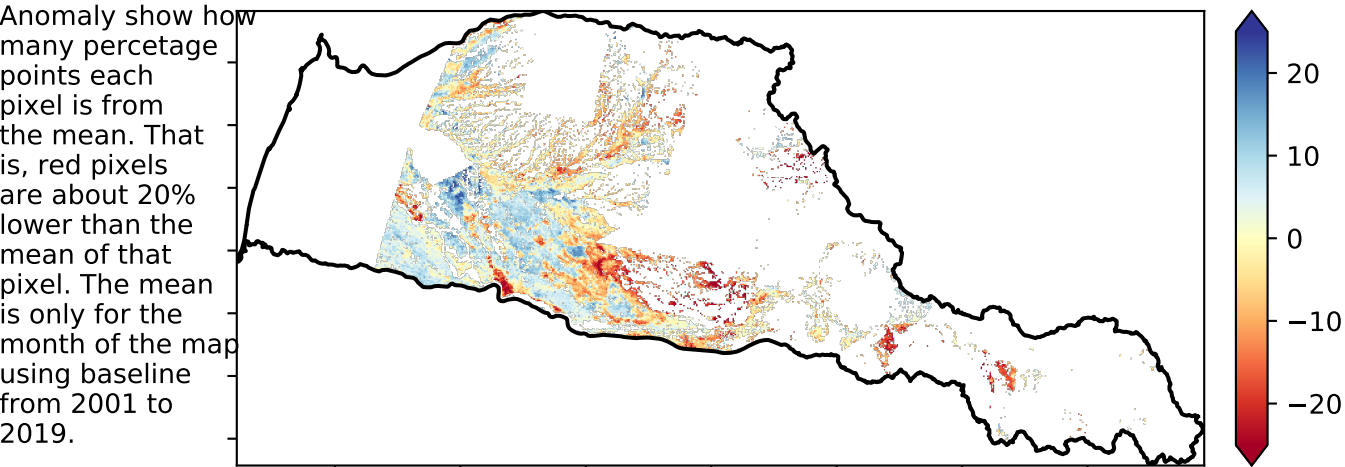 Anomaly show how
many percetage
points each
pixel is from
the mean. That
is, red pixels
are about 20%
lower than the
mean of that
pixel. The mean
is only for the
month of the map
using baseline
from 2001 to
2019.
20
10
0
−10
−20